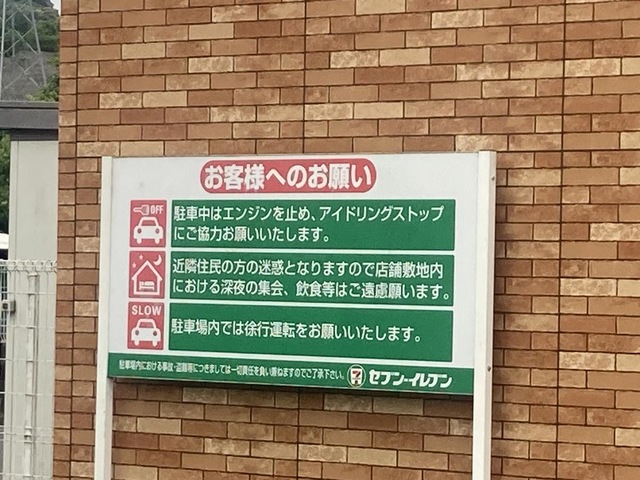 お客様へのお願い
OFF
駐車中はエンジンを止め、アイドリングストップ
にご協力お願いいたします。
近隣住民の方の迷惑となりますので店舗敷地内
における深夜の集会、飲食等はご遠慮願います。
SLOW
駐車場内では徐行運転をお願いいたします。
駐車場内における事故・盗難等につきましては一切責任を負い兼ねますのでご了承下さい。
セブン-イレブン